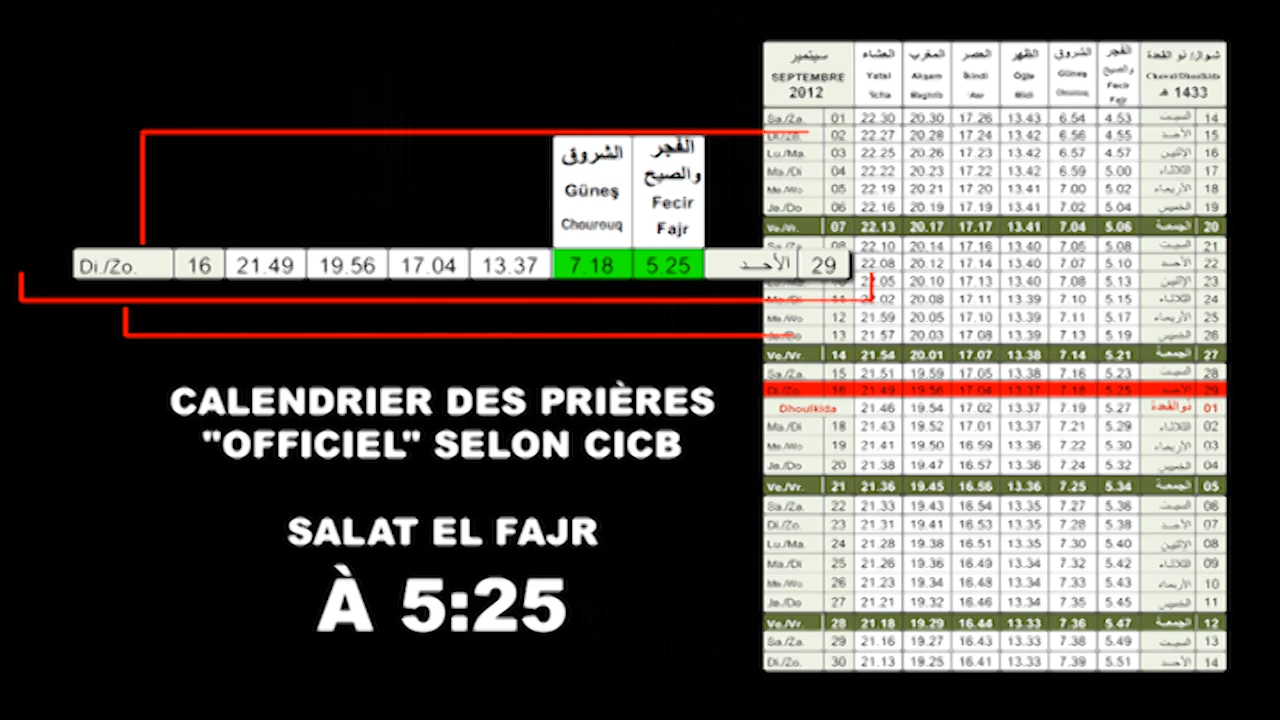 الشروق
Güneş
Chourouq
الفجر
والصبح
Fecir
Fajr
Di./Zo. 16 21.49 19.56 17.04 13.37 7.18 5.25 الأحـد 29
CALENDRIER DES PRIÈRES
"OFFICIEL" SELON CICB
SALAT EL FAJR
À 5:25
سبتمبر
SEPTEMBRE
2012
العشاء
Yatsi
المغرب
Akşam
العصر
İkindi
الظهر
Öğle
الشروق
Güneş
الفجر
والصبح
Fecir
Fajr
شوال/ ذو القعدة
1433 هـ
Sa./Za. 01 22.30 20.30 17.26 13.43 6.54 4.53 السبت 14
02 22.27 20.28 17.24 13.42 6.56 4.55 الأحد 15
Lu./Ma. 03 22.25 20.26 17.23 13.42 6.57 4.57 الإثنين 16
Ma./Di 04 22.22 20.23 17.22 13.42 6.59 5.00 الثلاثاء 17
Me./Wo 05 22.19 20.21 17.20 13.41 7.00 5.02 الأربعاء 18
Je./Do 06 22.16 20.19 17.19 13.41 7.02 5.04 الخميس 19
Ve./Vr. 07 22.13 20.17 17.17 13.41 7.04 5.06 الجمعة 20
08 22.10 20.14 17.16 13.40 7.05 5.08 السبت 21
22.08 20.12 17.14 13.40 7.07 5.10 الأحد 22
22.05 20.10 17.13 13.40 7.08 5.13 الإثنين 23
20.08 17.11 13.39 7.10 5.15 الثلاثاء 24
Me./Wo 12 21.59 20.05 17.10 13.39 7.11 5.17 الأربعاء 25
13 21.57 20.03 17.08 13.39 7.13 5.19 الخميس 26
Ve./Vr. 14 21.54 20.01 17.07 13.38 7.14 5.21 الجمعة 27
Sa./Za. 15 21.51 19.59 17.05 13.38 7.16 5.23 السبت 28
Di./Zo. 16 21.49 19.56 17.04 13.37 7.18 5.25 الأحد 29
Dhoulkida 21.46 19.54 17.02 13.37 7.19 5.27 ذو القعدة 01
Ma./Di 18 21.43 19.52 17.01 13.37 7.21 5.29 الثلاثاء 02
Me./Wo 19 21.41 19.50 16.59 13.36 7.22 5.30 الأربعاء 03
Je./Do 20 21.38 19.47 16.57 13.36 7.24 5.32 الخميس 04
Ve./Vr. 21 21.36 19.45 16.56 13.36 7.25 5.34 الجمعة 05
Sa./Za. 22 21.33 19.43 16.54 13.35 7.27 5.36 السبت 06
Di./Zo. 23 21.31 19.41 16.53 13.35 7.28 5.38 الأحد 07
Lu./Ma. 24 21.28 19.38 16.51 13.35 7.30 5.40 الإثنين 08
Ma./Di 25 21.26 19.36 16.49 13.34 7.32 5.42 الثلاثاء 09
Me./Wo 26 21.23 19.34 16.48 13.34 7.33 5.43 الأربعاء 10
Je./Do 27 21.21 19.32 16.46 13.34 7.35 5.45 الخميس 11
Ve./Vr. 28 21.18 19.29 16.44 13.33 7.36 5.47 الجمعة 12
Sa./Za. 29 21.16 19.27 16.43 13.33 7.38 5.49 السبت 13
Di./Zo. 30 21.13 19.25 16.41 13.33 7.39 5.51 الأحد 14